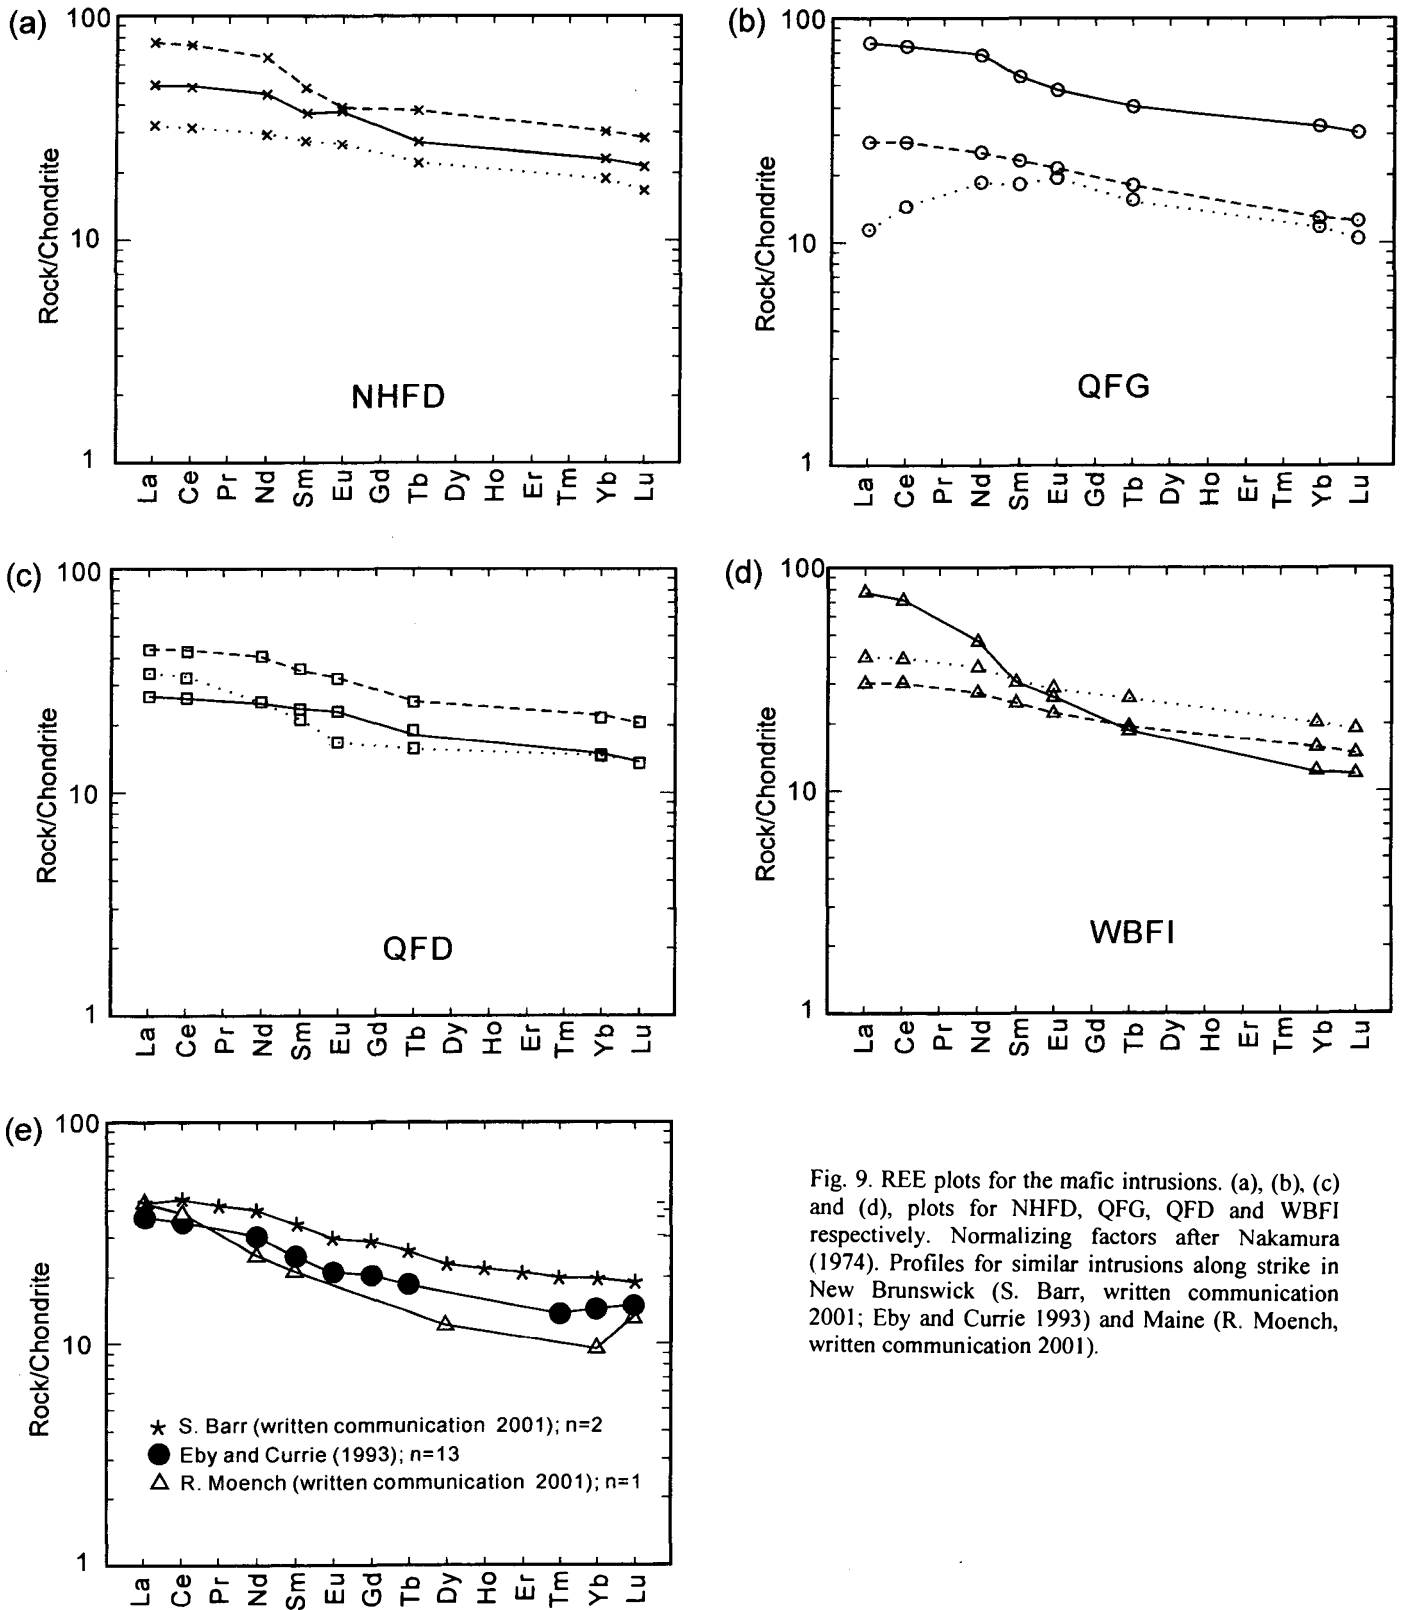 (a)
100
10
1
Rock/Chondrite
NHFD
La Ce Pr Nd Sm Eu Gd Tb Dy Ho Er Tm Yb Lu
(b)
100
10
1
Rock/Chondrite
QFG
La Ce Pr Nd Sm Eu Gd Tb Dy Ho Er Tm Yb Lu
(c)
100
10
1
Rock/Chondrite
QFD
La Ce Pr Nd Sm Eu Gd Tb Dy Ho Er Tm Yb Lu
(d)
100
10
1
Rock/Chondrite
WBFI
La Ce Pr Nd Sm Eu Gd Tb Dy Ho Er Tm Yb Lu
(e)
100
10
1
Rock/Chondrite
S. Barr (written communication 2001); n=2
Eby and Currie (1993); n=13
R. Moench (written communication 2001); n=1
La Ce Pr Nd Sm Eu Gd Tb Dy Ho Er Tm Yb Lu
Fig. 9. REE plots for the mafic intrusions. (a), (b), (c)
and (d), plots for NHFD, QFG, QFD and WBFI
respectively. Normalizing factors after Nakamura
(1974). Profiles for similar intrusions along strike in
New Brunswick (S. Barr, written communication
2001; Eby and Currie 1993) and Maine (R. Moench,
written communication 2001).